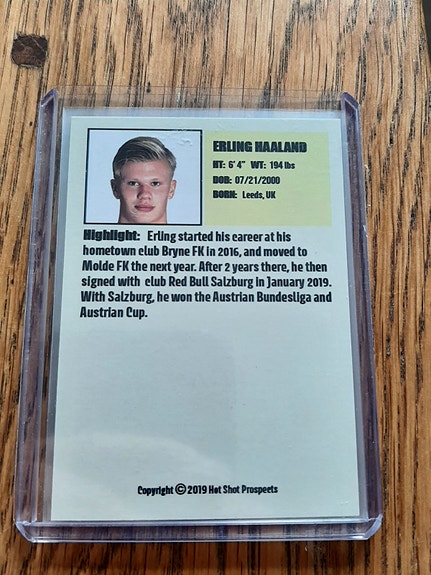 ERLING HAALAND
HT: 6' 4" WT: 194 lbs
DOB: 07/21/2000
BORN: Leeds, UK
Highlight: Erling started his career at his
hometown club Bryne FK in 2016, and moved to
Molde FK the next year. After 2 years there, he then
signed with club Red Bull Salzburg in January 2019.
With Salzburg, he won the Austrian Bundesliga and
Austrian Cup.
Copyright © 2019 Hot Shot Prospects